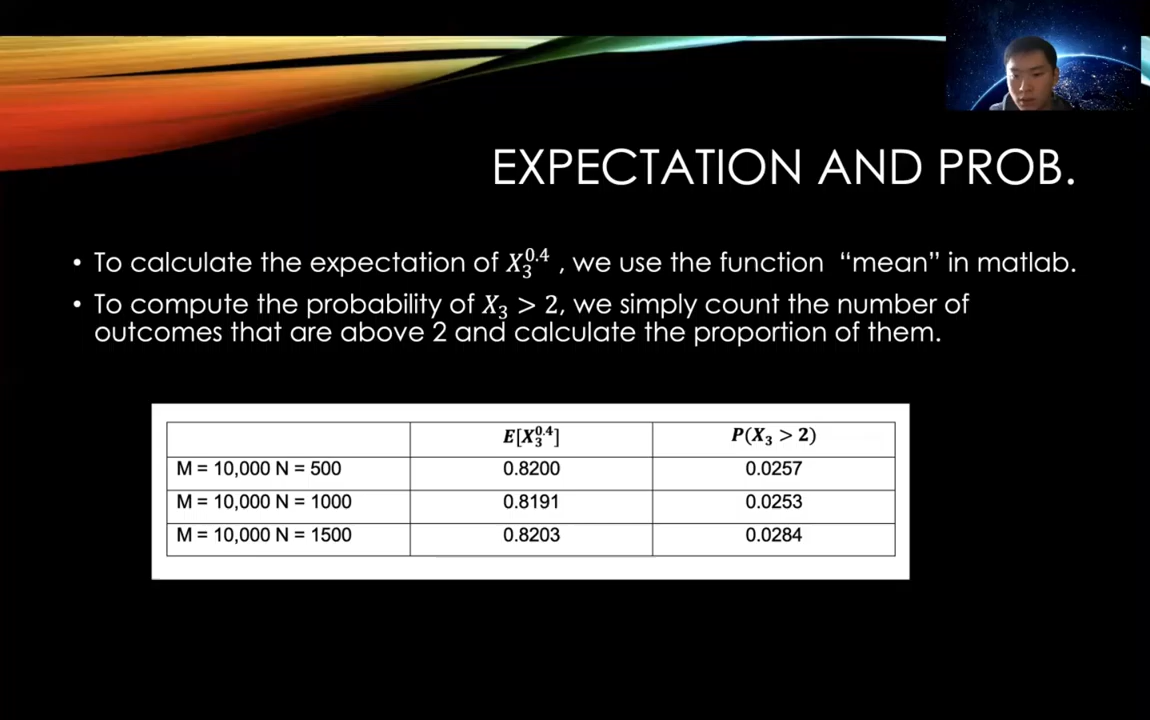 EXPECTATION AND PROB.
• To calculate the expectation of X₃^0.4 , we use the function “mean” in matlab.
• To compute the probability of X₃ > 2, we simply count the number of
outcomes that are above 2 and calculate the proportion of them.
E[X₃^0.4] P(X₃ > 2)
M = 10,000 N = 500 0.8200 0.0257
M = 10,000 N = 1000 0.8191 0.0253
M = 10,000 N = 1500 0.8203 0.0284